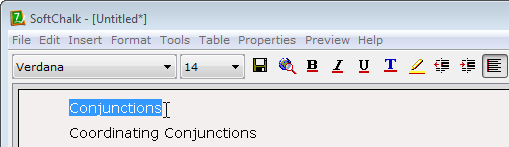 SoftChalk - [Untitled*]
File Edit Insert Format Tools Table Properties Preview Help
Verdana 14 B I U T
Conjunctions
Coordinating Conjunctions